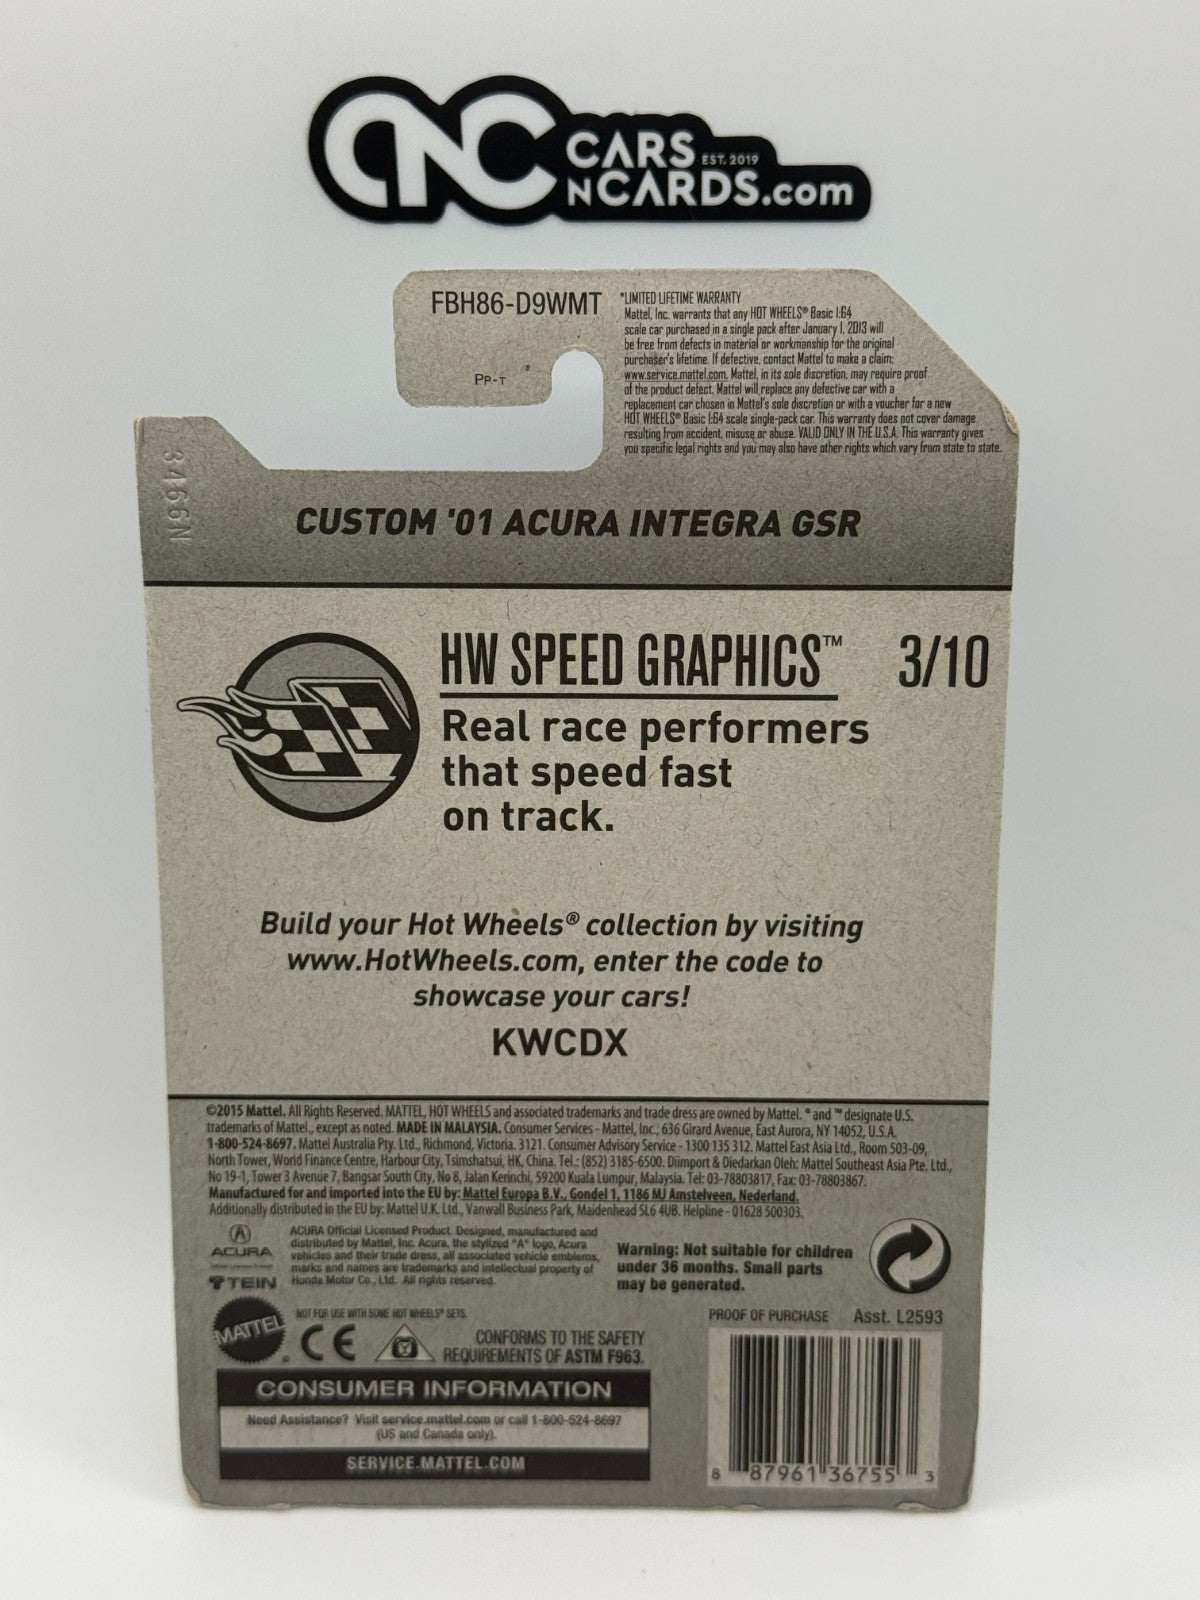 CNC CARS EST. 2019
NCARDS.com
FBH86-D9WMT
PP-T
*LIMITED LIFETIME WARRANTY
Mattel, Inc. warrants that any HOT WHEELS® Basic 1:64
scale car purchased in a single pack after January 1, 2013 will
be free from defects in material or workmanship for the original
purchaser's lifetime. If defective, contact Mattel to make a claim:
www.service.mattel.com. Mattel, in its sole discretion, may require proof
of the product defect. Mattel will replace any defective car with a
replacement car chosen in Mattel's sole discretion or with a voucher for a new
HOT WHEELS® Basic 1:64 scale single-pack car. This warranty does not cover damage
resulting from accident, misuse or abuse. VALID ONLY IN THE U.S.A. This warranty gives
you specific legal rights and you may also have other rights which vary from state to state.
3466N
CUSTOM '01 ACURA INTEGRA GSR
HW SPEED GRAPHICS™ 3/10
Real race performers
that speed fast
on track.
Build your Hot Wheels® collection by visiting
www.HotWheels.com, enter the code to
showcase your cars!
KWCDX
©2015 Mattel. All Rights Reserved. MATTEL, HOT WHEELS and associated trademarks and trade dress are owned by Mattel. ® and ™ designate U.S.
trademarks of Mattel., except as noted. MADE IN MALAYSIA. Consumer Services - Mattel, Inc., 636 Girard Avenue, East Aurora, NY 14052, U.S.A.
1-800-524-8697. Mattel Australia Pty. Ltd., Richmond, Victoria. 3121. Consumer Advisory Service - 1300 135 312. Mattel East Asia Ltd., Room 503-09,
North Tower, World Finance Centre, Harbour City, Tsimshatsui, HK, China. Tel.: (852) 3185-6500. Diimport & Diedarkan Oleh: Mattel Southeast Asia Pte. Ltd.,
No 19-1, Tower 3 Avenue 7, Bangsar South City, No 8, Jalan Kerinchi, 59200 Kuala Lumpur, Malaysia. Tel: 03-78803817, Fax: 03-78803867.
Manufactured for and imported into the EU by: Mattel Europa B.V., Gondel 1, 1186 MJ Amstelveen, Nederland.
Additionally distributed in the EU by: Mattel U.K. Ltd., Vanwall Business Park, Maidenhead SL6 4UB. Helpline - 01628 500303.
ACURA
Official Licensed Product
TEIN
ACURA Official Licensed Product. Designed, manufactured and
distributed by Mattel, Inc. Acura, the stylized "A" logo, Acura
vehicles and their trade dress, all associated vehicle emblems,
marks and names are trademarks and intellectual property of
Honda Motor Co., Ltd. All rights reserved.
Warning: Not suitable for children
under 36 months. Small parts
may be generated.
MATTEL
NOT FOR USE WITH SOME HOT WHEELS® SETS.
CE
CONFORMS TO THE SAFETY
REQUIREMENTS OF ASTM F963.
PROOF OF PURCHASE Asst. L2593
CONSUMER INFORMATION
Need Assistance? Visit service.mattel.com or call 1-800-524-8697
(US and Canada only).
SERVICE.MATTEL.COM
8 87961 36755 3